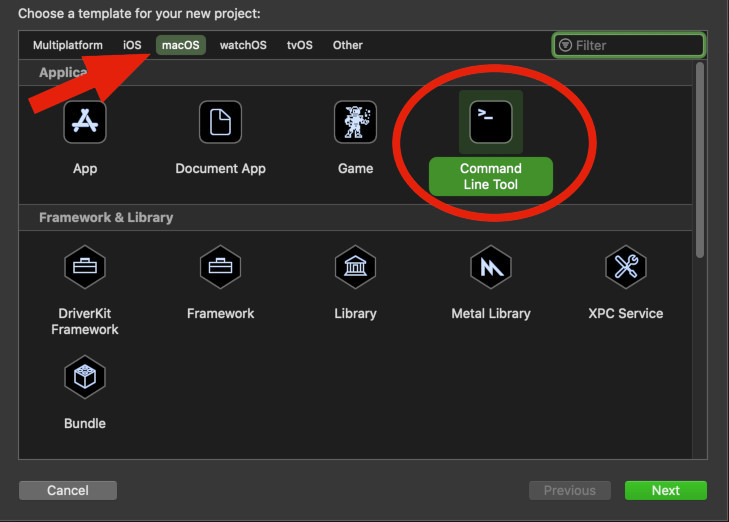 Choose a template for your new project:
Multiplatform iOS macOS watchOS tvOS Other Filter
Applica
App Document App Game Command
Line Tool
Framework & Library
DriverKit Framework Library Metal Library XPC Service
Framework
Bundle
Cancel Previous Next